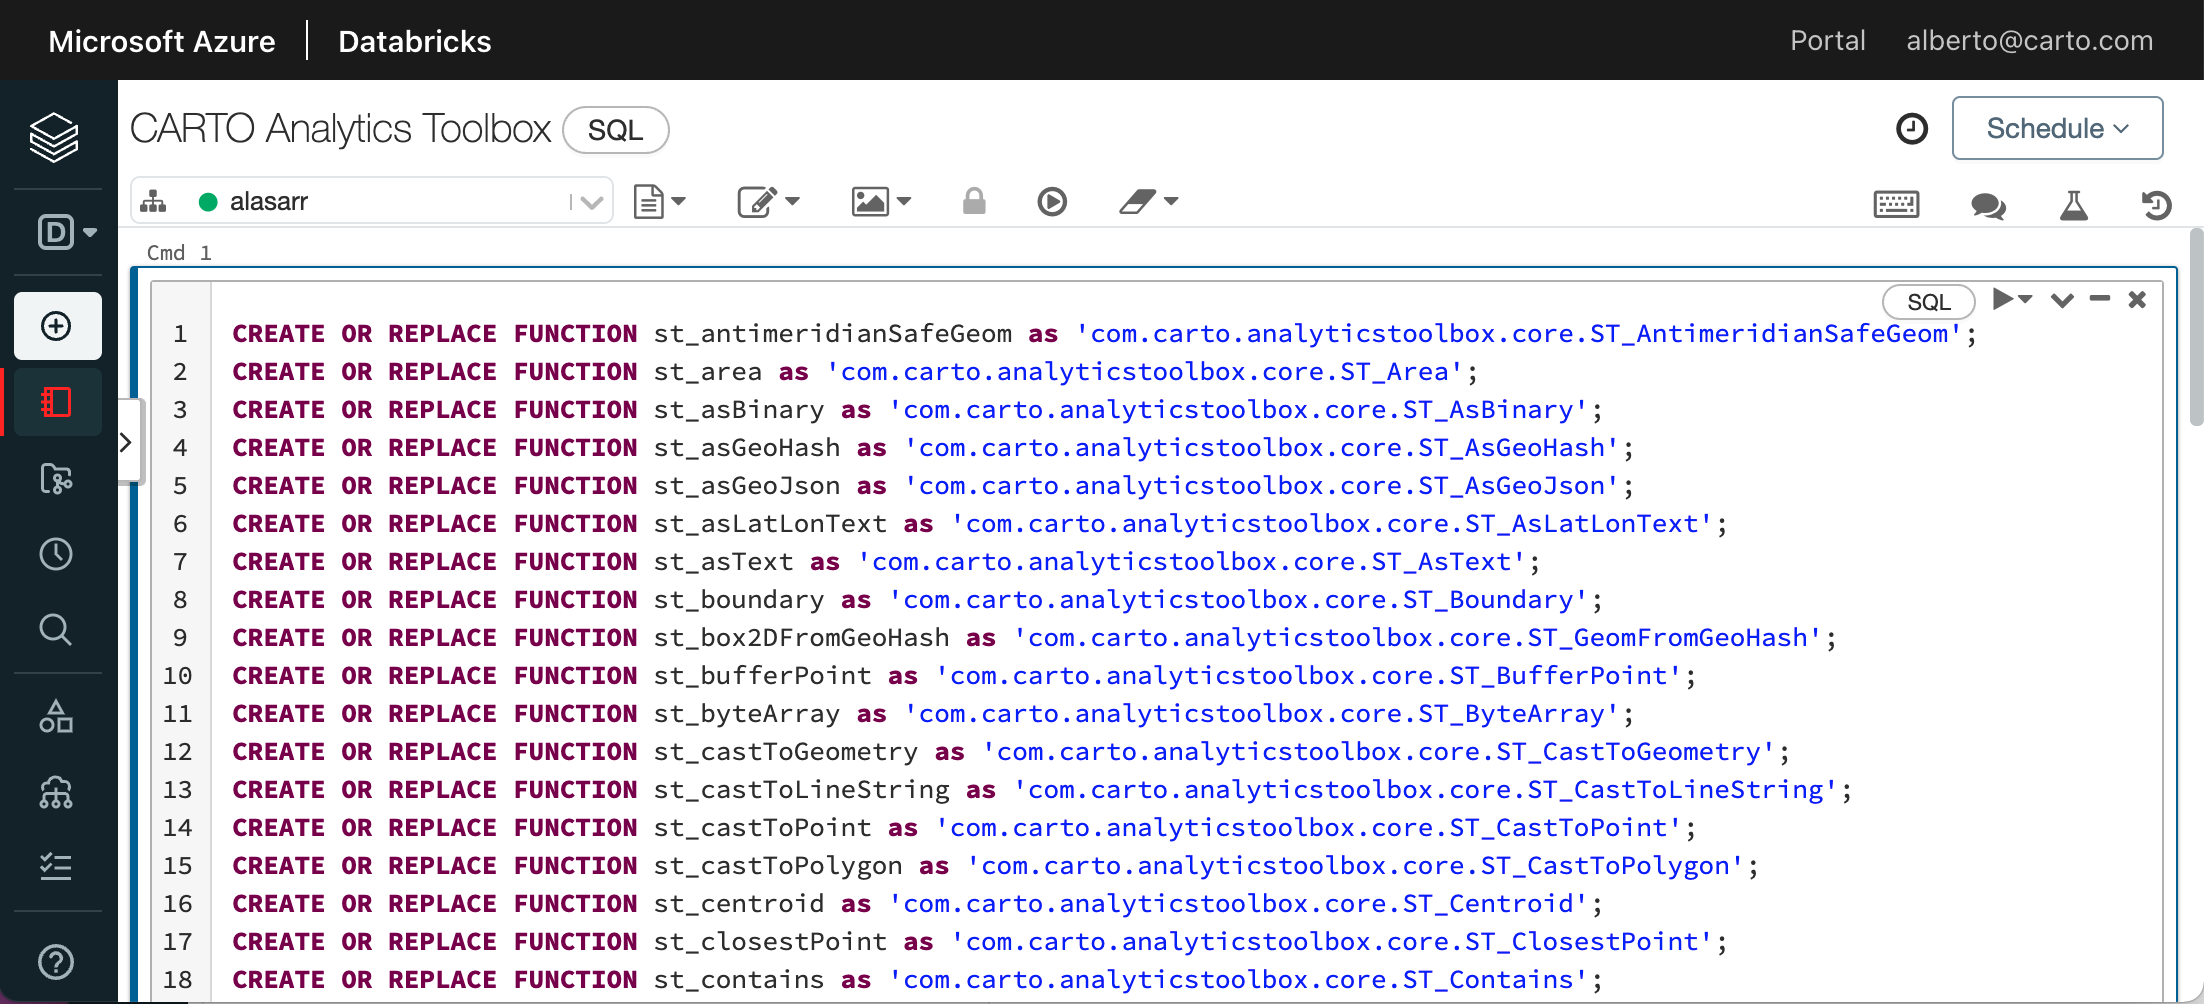 Microsoft Azure | Databricks
Portal alberto@carto.com
CARTO Analytics Toolbox SQL
Schedule
D
alasarr
Cmd 1
SQL
1 CREATE OR REPLACE FUNCTION st_antimeridianSafeGeom as 'com.carto.analyticstoolbox.core.ST_AntimeridianSafeGeom';
2 CREATE OR REPLACE FUNCTION st_area as 'com.carto.analyticstoolbox.core.ST_Area';
3 CREATE OR REPLACE FUNCTION st_asBinary as 'com.carto.analyticstoolbox.core.ST_AsBinary';
4 CREATE OR REPLACE FUNCTION st_asGeoHash as 'com.carto.analyticstoolbox.core.ST_AsGeoHash';
5 CREATE OR REPLACE FUNCTION st_asGeoJson as 'com.carto.analyticstoolbox.core.ST_AsGeoJson';
6 CREATE OR REPLACE FUNCTION st_asLatLonText as 'com.carto.analyticstoolbox.core.ST_AsLatLonText';
7 CREATE OR REPLACE FUNCTION st_asText as 'com.carto.analyticstoolbox.core.ST_AsText';
8 CREATE OR REPLACE FUNCTION st_boundary as 'com.carto.analyticstoolbox.core.ST_Boundary';
9 CREATE OR REPLACE FUNCTION st_box2DFromGeoHash as 'com.carto.analyticstoolbox.core.ST_GeomFromGeoHash';
10 CREATE OR REPLACE FUNCTION st_bufferPoint as 'com.carto.analyticstoolbox.core.ST_BufferPoint';
11 CREATE OR REPLACE FUNCTION st_byteArray as 'com.carto.analyticstoolbox.core.ST_ByteArray';
12 CREATE OR REPLACE FUNCTION st_castToGeometry as 'com.carto.analyticstoolbox.core.ST_CastToGeometry';
13 CREATE OR REPLACE FUNCTION st_castToLineString as 'com.carto.analyticstoolbox.core.ST_CastToLineString';
14 CREATE OR REPLACE FUNCTION st_castToPoint as 'com.carto.analyticstoolbox.core.ST_CastToPoint';
15 CREATE OR REPLACE FUNCTION st_castToPolygon as 'com.carto.analyticstoolbox.core.ST_CastToPolygon';
16 CREATE OR REPLACE FUNCTION st_centroid as 'com.carto.analyticstoolbox.core.ST_Centroid';
17 CREATE OR REPLACE FUNCTION st_closestPoint as 'com.carto.analyticstoolbox.core.ST_ClosestPoint';
18 CREATE OR REPLACE FUNCTION st_contains as 'com.carto.analyticstoolbox.core.ST_Contains';